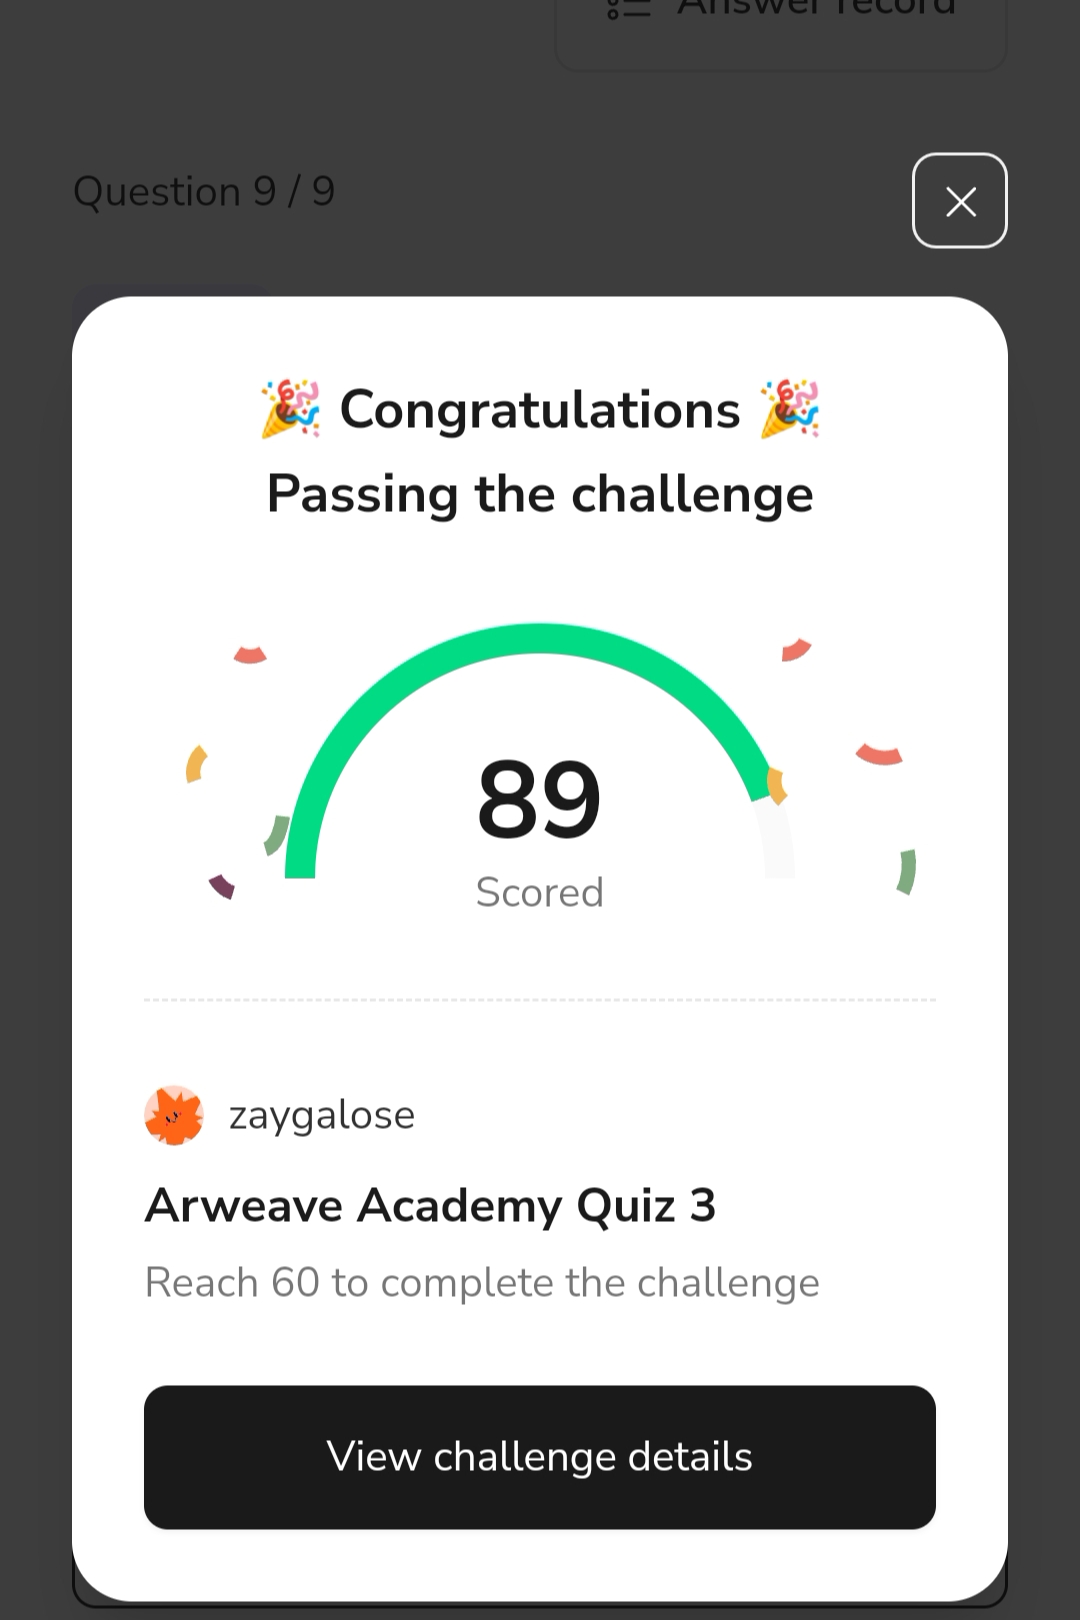 Answer record
Question 9 / 9
🎉 Congratulations 🎉
Passing the challenge
89
Scored
zaygalose
Arweave Academy Quiz 3
Reach 60 to complete the challenge
View challenge details